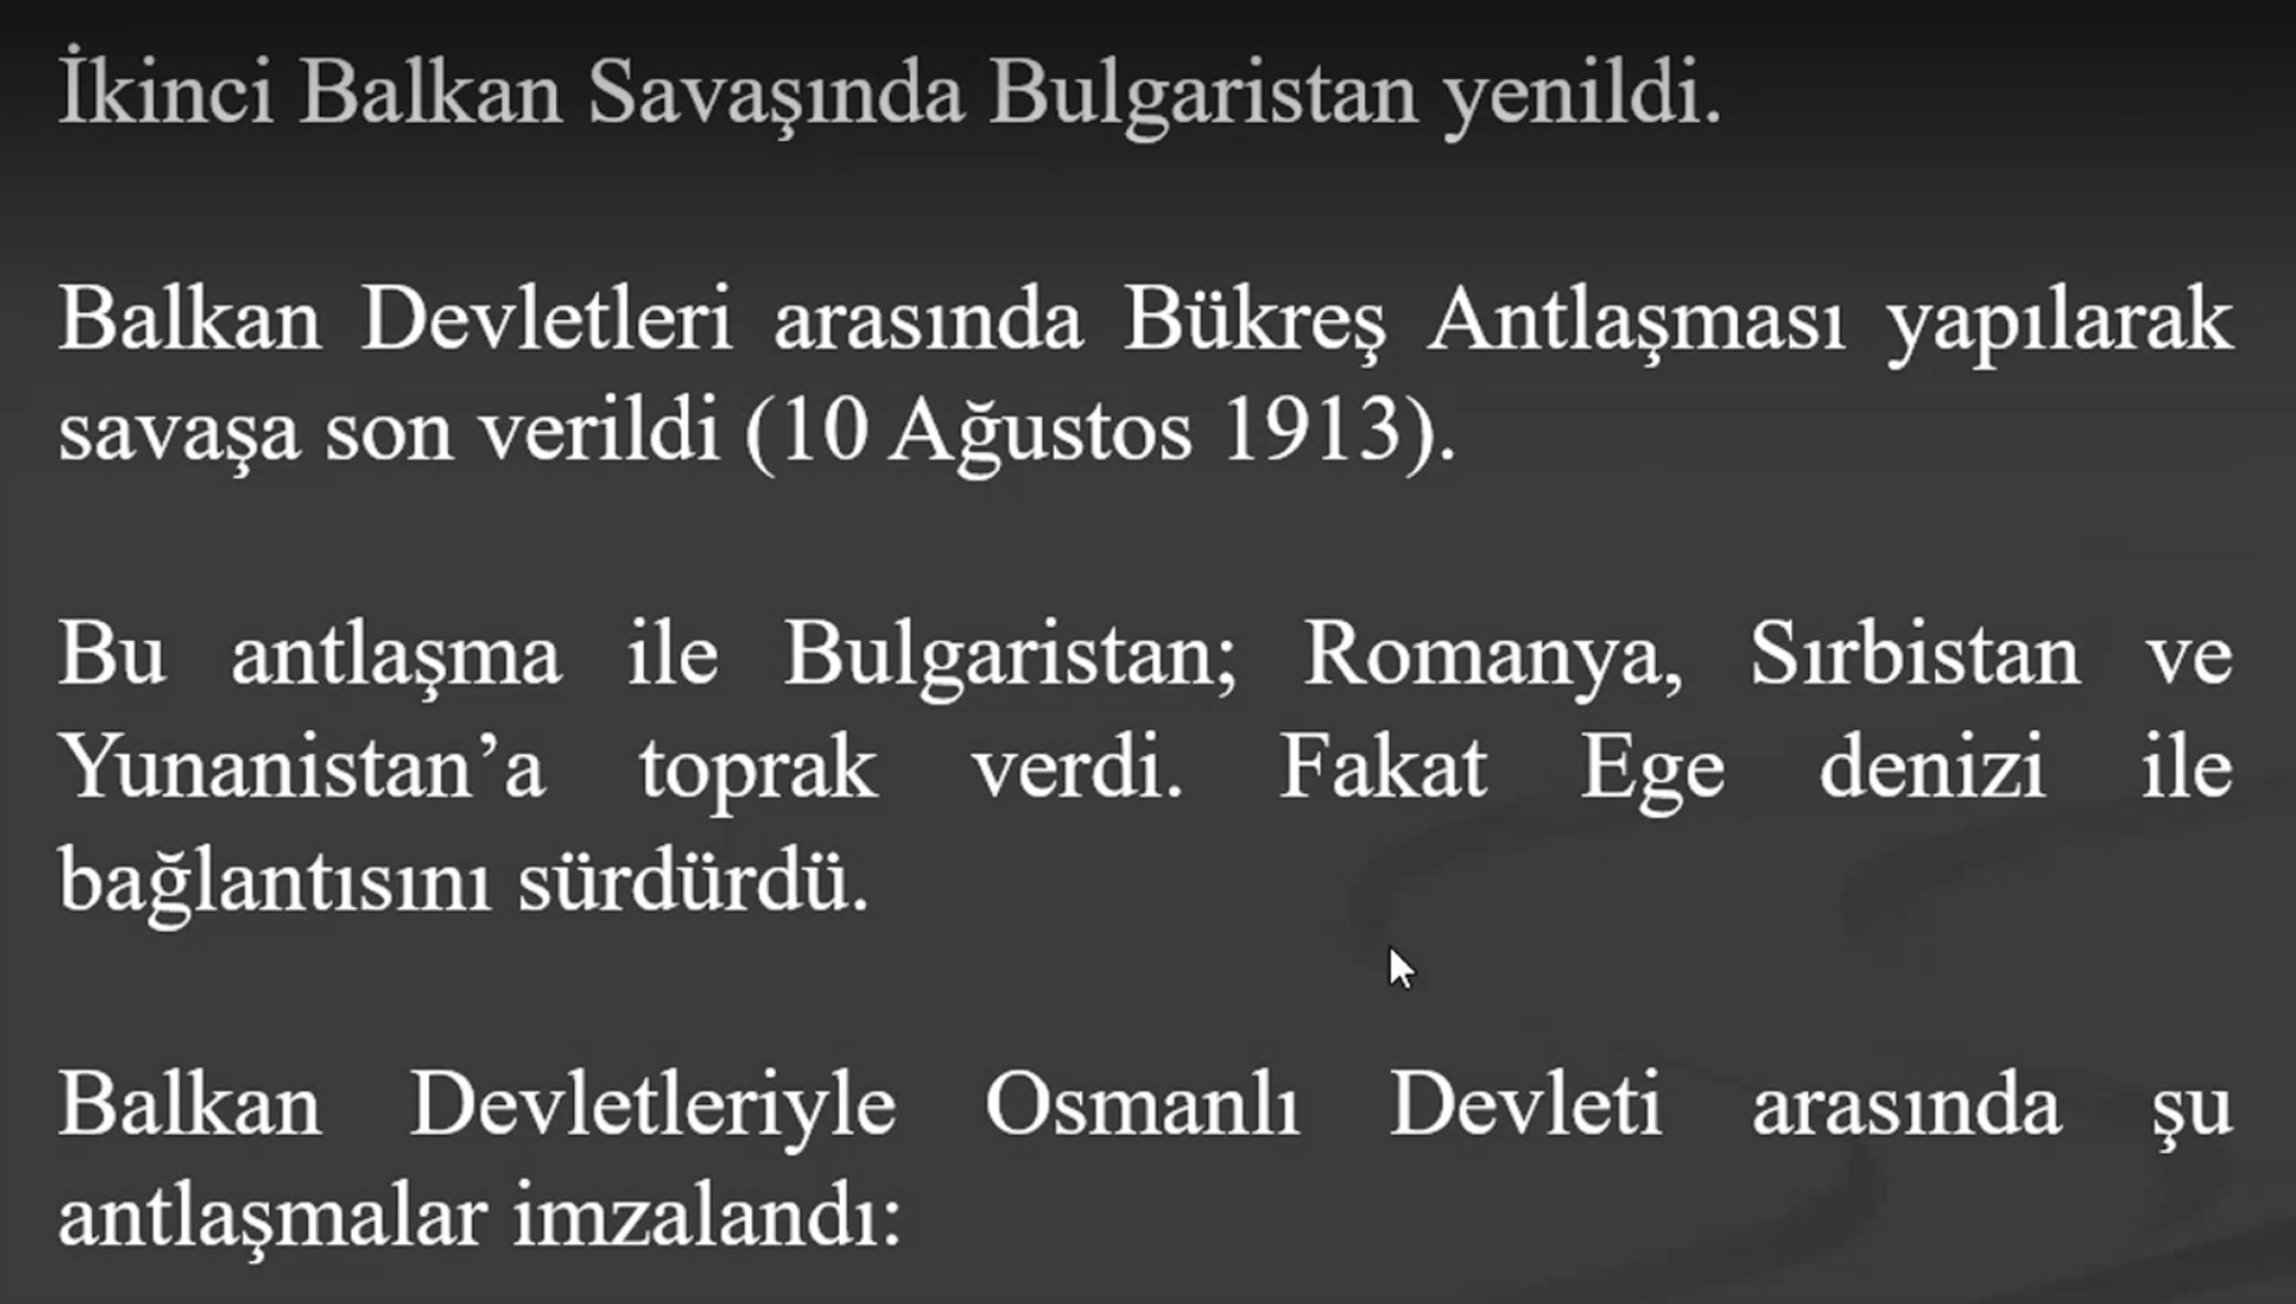 İkinci Balkan Savaşında Bulgaristan yenildi.
Balkan Devletleri arasında Bükreş Antlaşması yapılarak
savaşa son verildi (10 Ağustos 1913).
Bu antlaşma ile Bulgaristan; Romanya, Sırbistan ve
Yunanistan’a toprak verdi. Fakat Ege denizi ile
bağlantısını sürdürdü.
Balkan Devletleriyle Osmanlı Devleti arasında şu
antlaşmalar imzalandı: